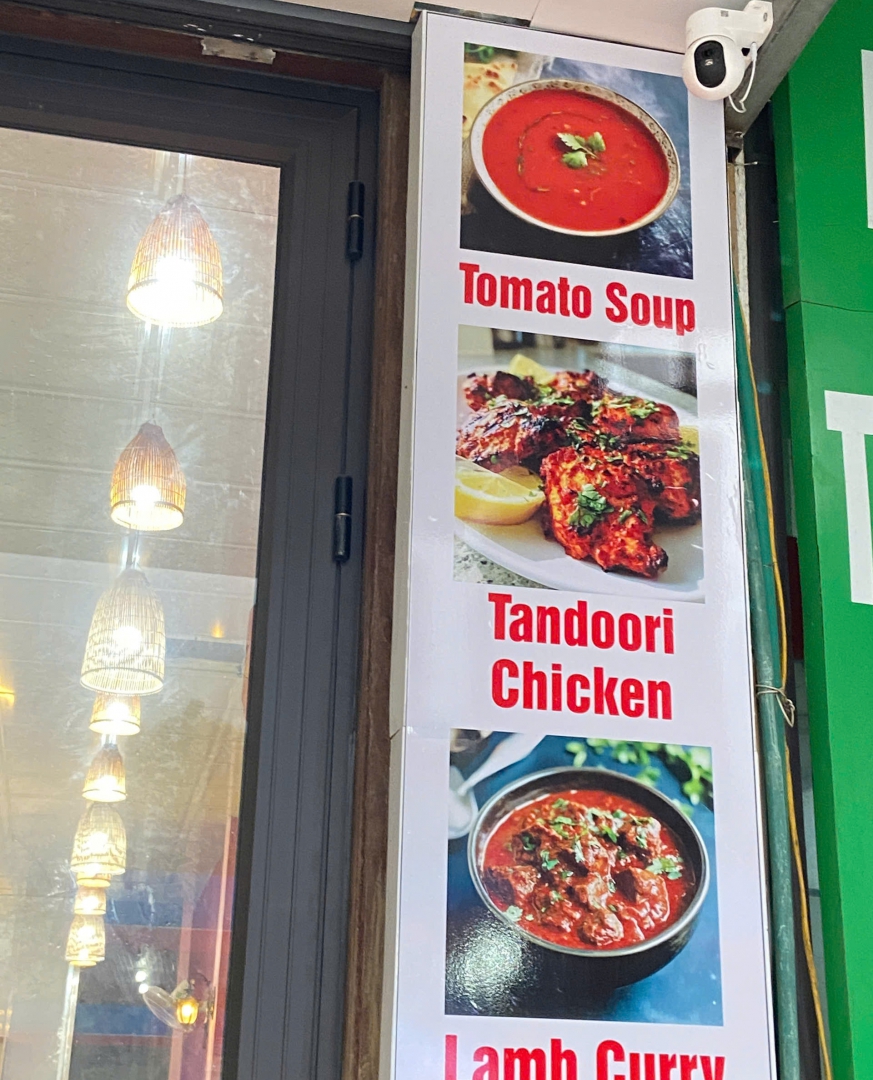 Tomato Soup
Tandoori
Chicken
Lamb Curry
T